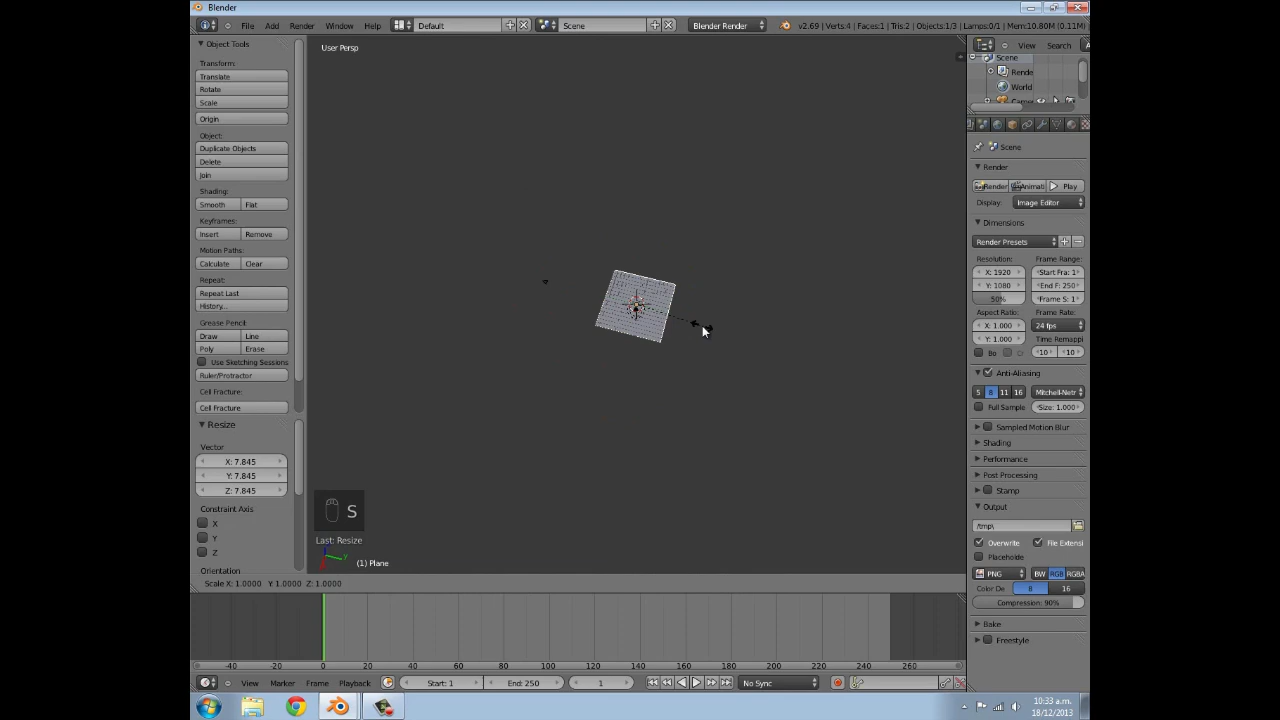 Blender
File Add Render Window Help Default Scene Blender Render v2.69 | Verts:4 | Faces:1 | Tris:2 | Objects:1/3 | Lamps:0/1 | Mem:10.80M (0.11M)
Object Tools
Transform:
Translate
Rotate
Scale
Origin
Object:
Duplicate Objects
Delete
Join
Shading:
Smooth Flat
Keyframes:
Insert Remove
Motion Paths:
Calculate Clear
Repeat:
Repeat Last
History...
Grease Pencil:
Draw Line
Poly Erase
Use Sketching Sessions
Ruler/Protractor
Cell Fracture:
Cell Fracture
Resize
Vector
X: 7.845
Y: 7.845
Z: 7.845
Constraint Axis
X
Y
Z
Orientation
User Persp
S
Last: Resize
y
(1) Plane
Scale X: 1.0000 Y: 1.0000 Z: 1.0000
View Search
Scene
Rende
World
Scene
Render
Render Animati Play
Display: Image Editor
Dimensions
Render Presets
Resolution: Frame Range:
X: 1920 Start Fra: 1
Y: 1080 End F: 250
50% Frame S: 1
Aspect Ratio: Frame Rate:
X: 1.000 24 fps
Y: 1.000 Time Remappi
Bo 10 10
Anti-Aliasing
5 8 11 16 Mitchell-Netr
Full Sample Size: 1.000
Sampled Motion Blur
Shading
Performance
Post Processing
Stamp
Output
/tmp\
Overwrite File Extensi
Placeholde
PNG BW RGB RGBA
Color De 8 16
Compression: 90%
Bake
Freestyle
-40 -20 0 20 40 60 80 100 120 140 160 180 200 220 240 260
View Marker Frame Playback Start: 1 End: 250 1 No Sync
10:33 a.m.
18/12/2013